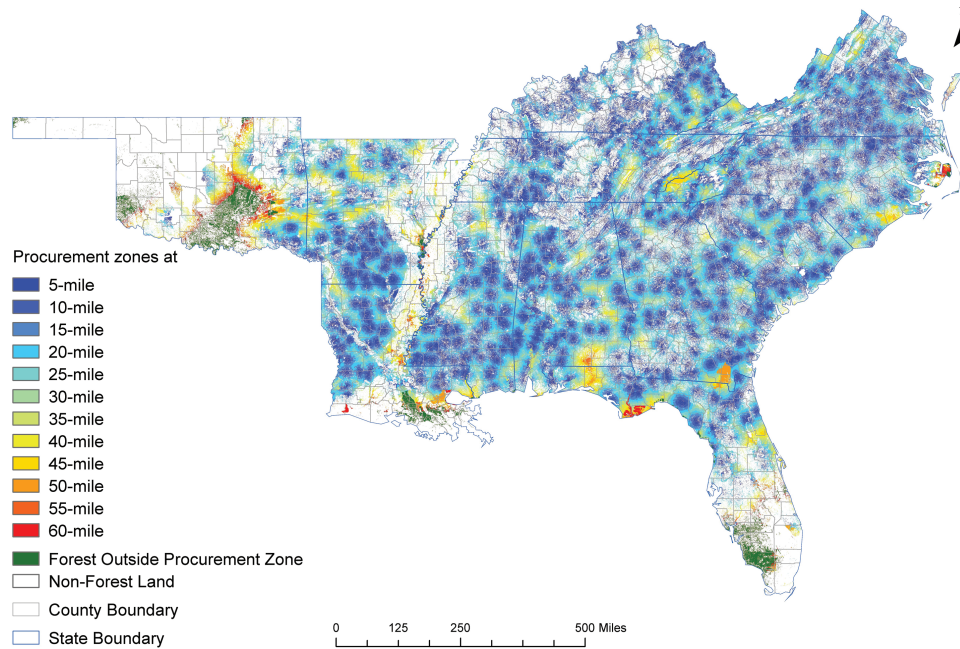 Procurement zones at
5-mile
10-mile
15-mile
20-mile
25-mile
30-mile
35-mile
40-mile
45-mile
50-mile
55-mile
60-mile
Forest Outside Procurement Zone
Non-Forest Land
County Boundary
State Boundary
0 125 250 500 Miles